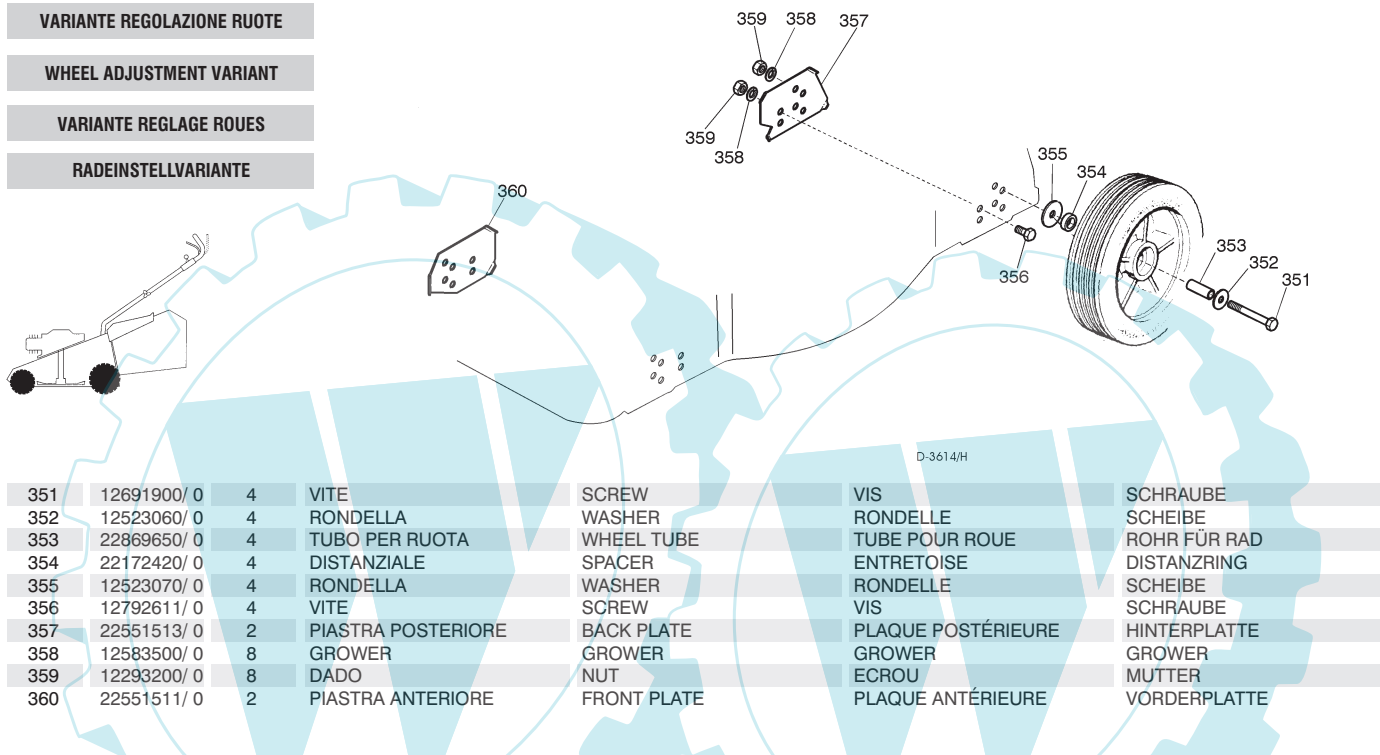 VARIANTE REGOLAZIONE RUOTE
WHEEL ADJUSTMENT VARIANT
VARIANTE REGLAGE ROUES
RADEINSTELLVARIANTE
359 358 357
359
358
355
354
360
353
352
351
356
D-3614/H
351 12691900/ 0 4 VITE SCREW VIS SCHRAUBE
352 12523060/ 0 4 RONDELLA WASHER RONDELLE SCHEIBE
353 22869650/ 0 4 TUBO PER RUOTA WHEEL TUBE TUBE POUR ROUE ROHR FÜR RAD
354 22172420/ 0 4 DISTANZIALE SPACER ENTRETOISE DISTANZRING
355 12523070/ 0 4 RONDELLA WASHER RONDELLE SCHEIBE
356 12792611/ 0 4 VITE SCREW VIS SCHRAUBE
357 22551513/ 0 2 PIASTRA POSTERIORE BACK PLATE PLAQUE POSTÉRIEURE HINTERPLATTE
358 12583500/ 0 8 GROWER GROWER GROWER GROWER
359 12293200/ 0 8 DADO NUT ECROU MUTTER
360 22551511/ 0 2 PIASTRA ANTERIORE FRONT PLATE PLAQUE ANTÉRIEURE VORDERPLATTE